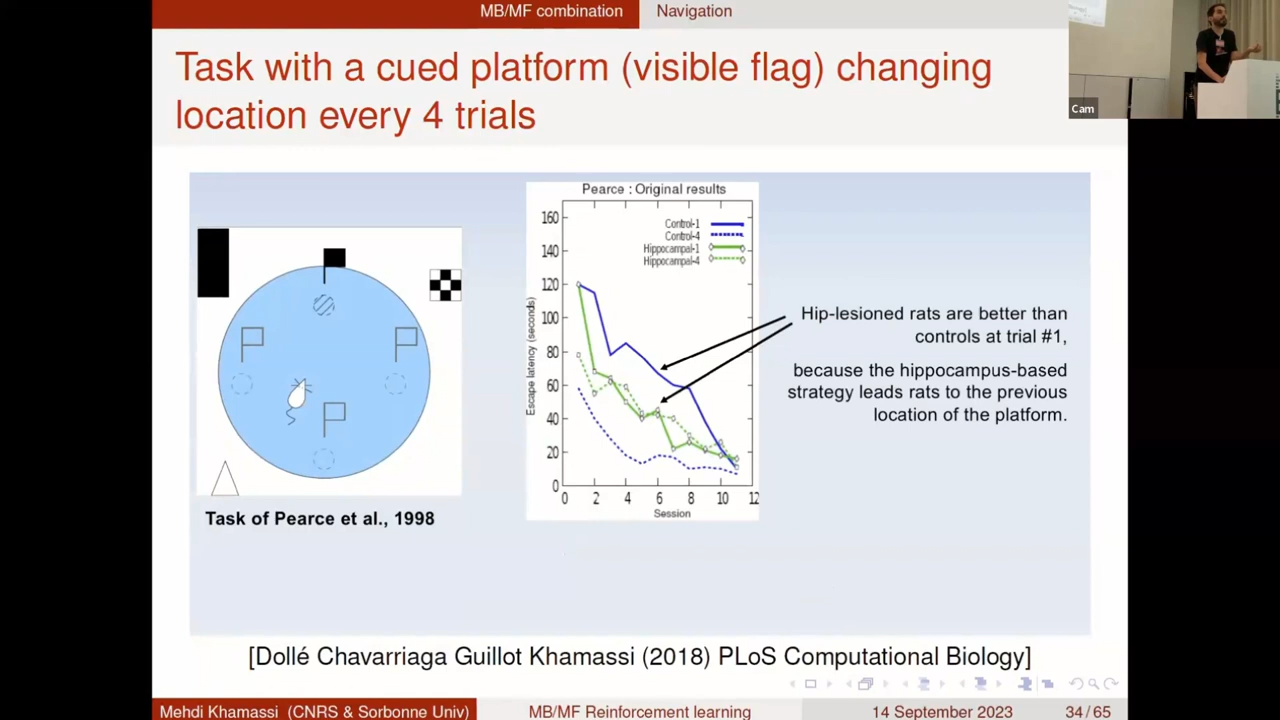 MB/MF combination
Navigation
Task with a cued platform (visible flag) changing
location every 4 trials
Cam
Pearce : Original results
Control-1
Control-4
Hippocampal-1
Hippocampal-4
Escape latency (seconds)
160
140
120
100
80
60
40
20
0
0 2 4 6 8 10 12
Session
Hip-lesioned rats are better than
controls at trial #1,
because the hippocampus-based
strategy leads rats to the previous
location of the platform.
Task of Pearce et al., 1998
[Dollé Chavarriaga Guillot Khamassi (2018) PLoS Computational Biology]
Mehdi Khamassi (CNRS & Sorbonne Univ)
MB/MF Reinforcement learning
14 September 2023
34 / 65